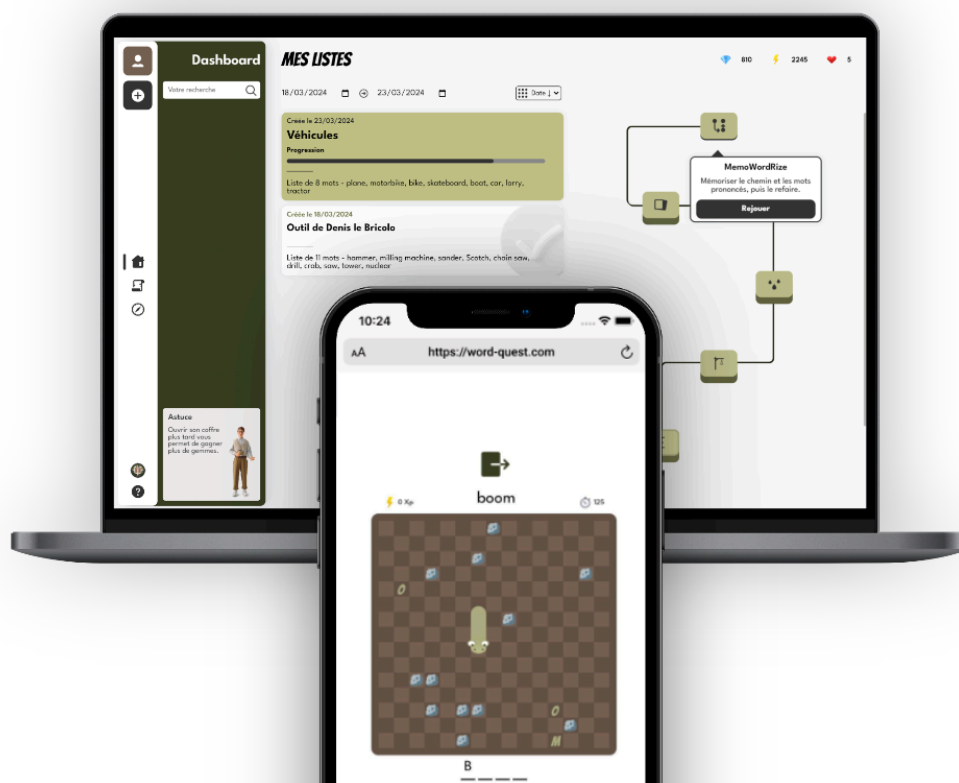 Dashboard
Votre recherche
MES LISTES
810
2245
5
18/03/2024
23/03/2024
Date
Créée le 23/03/2024
Véhicules
Progression
Liste de 8 mots - plane, motorbike, bike, skateboard, boat, car, lorry,
tractor
Créée le 18/03/2024
Outil de Denis le Bricolo
Liste de 11 mots - hammer, milling machine, sander, Scotch, chain saw,
drill, crab, saw, tower, nuclear
MemoWordRize
Mémoriser le chemin et les mots
prononcés, puis le refaire.
Rejouer
Astuce
Ouvrir son coffre
plus tard vous
permet de gagner
plus de gemmes.
?
10:24
AA
https://word-quest.com
0 Xp
boom
125
O
O
M
B